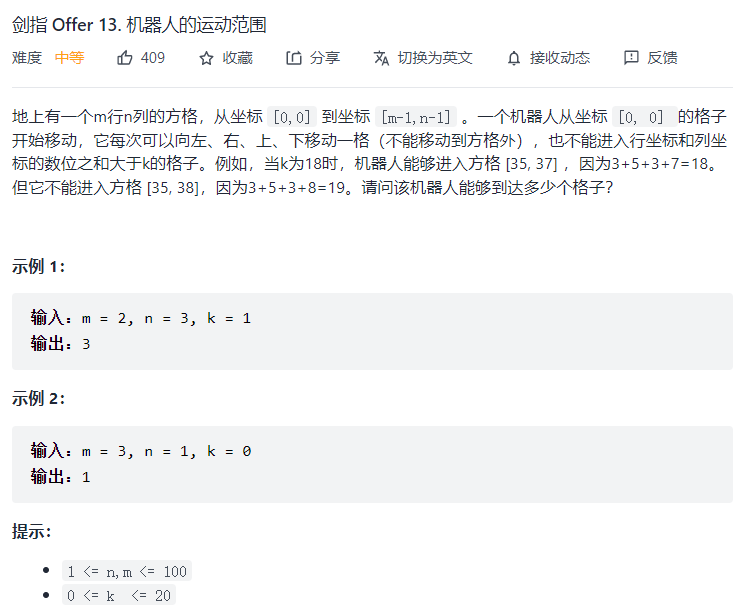 剑指 Offer 13. 机器人的运动范围
难度 中等 409 收藏 分享 切换为英文 接收动态 反馈
地上有一个m行n列的方格，从坐标 [0,0] 到坐标 [m-1,n-1] 。一个机器人从坐标 [0, 0] 的格子
开始移动，它每次可以向左、右、上、下移动一格（不能移动到方格外），也不能进入行坐标和列坐
标的数位之和大于k的格子。例如，当k为18时，机器人能够进入方格 [35, 37] ，因为3+5+3+7=18。
但它不能进入方格 [35, 38]，因为3+5+3+8=19。请问该机器人能够到达多少个格子？
示例 1：
输入：m = 2, n = 3, k = 1
输出：3
示例 2：
输入：m = 3, n = 1, k = 0
输出：1
提示：
1 <= n,m <= 100
0 <= k <= 20